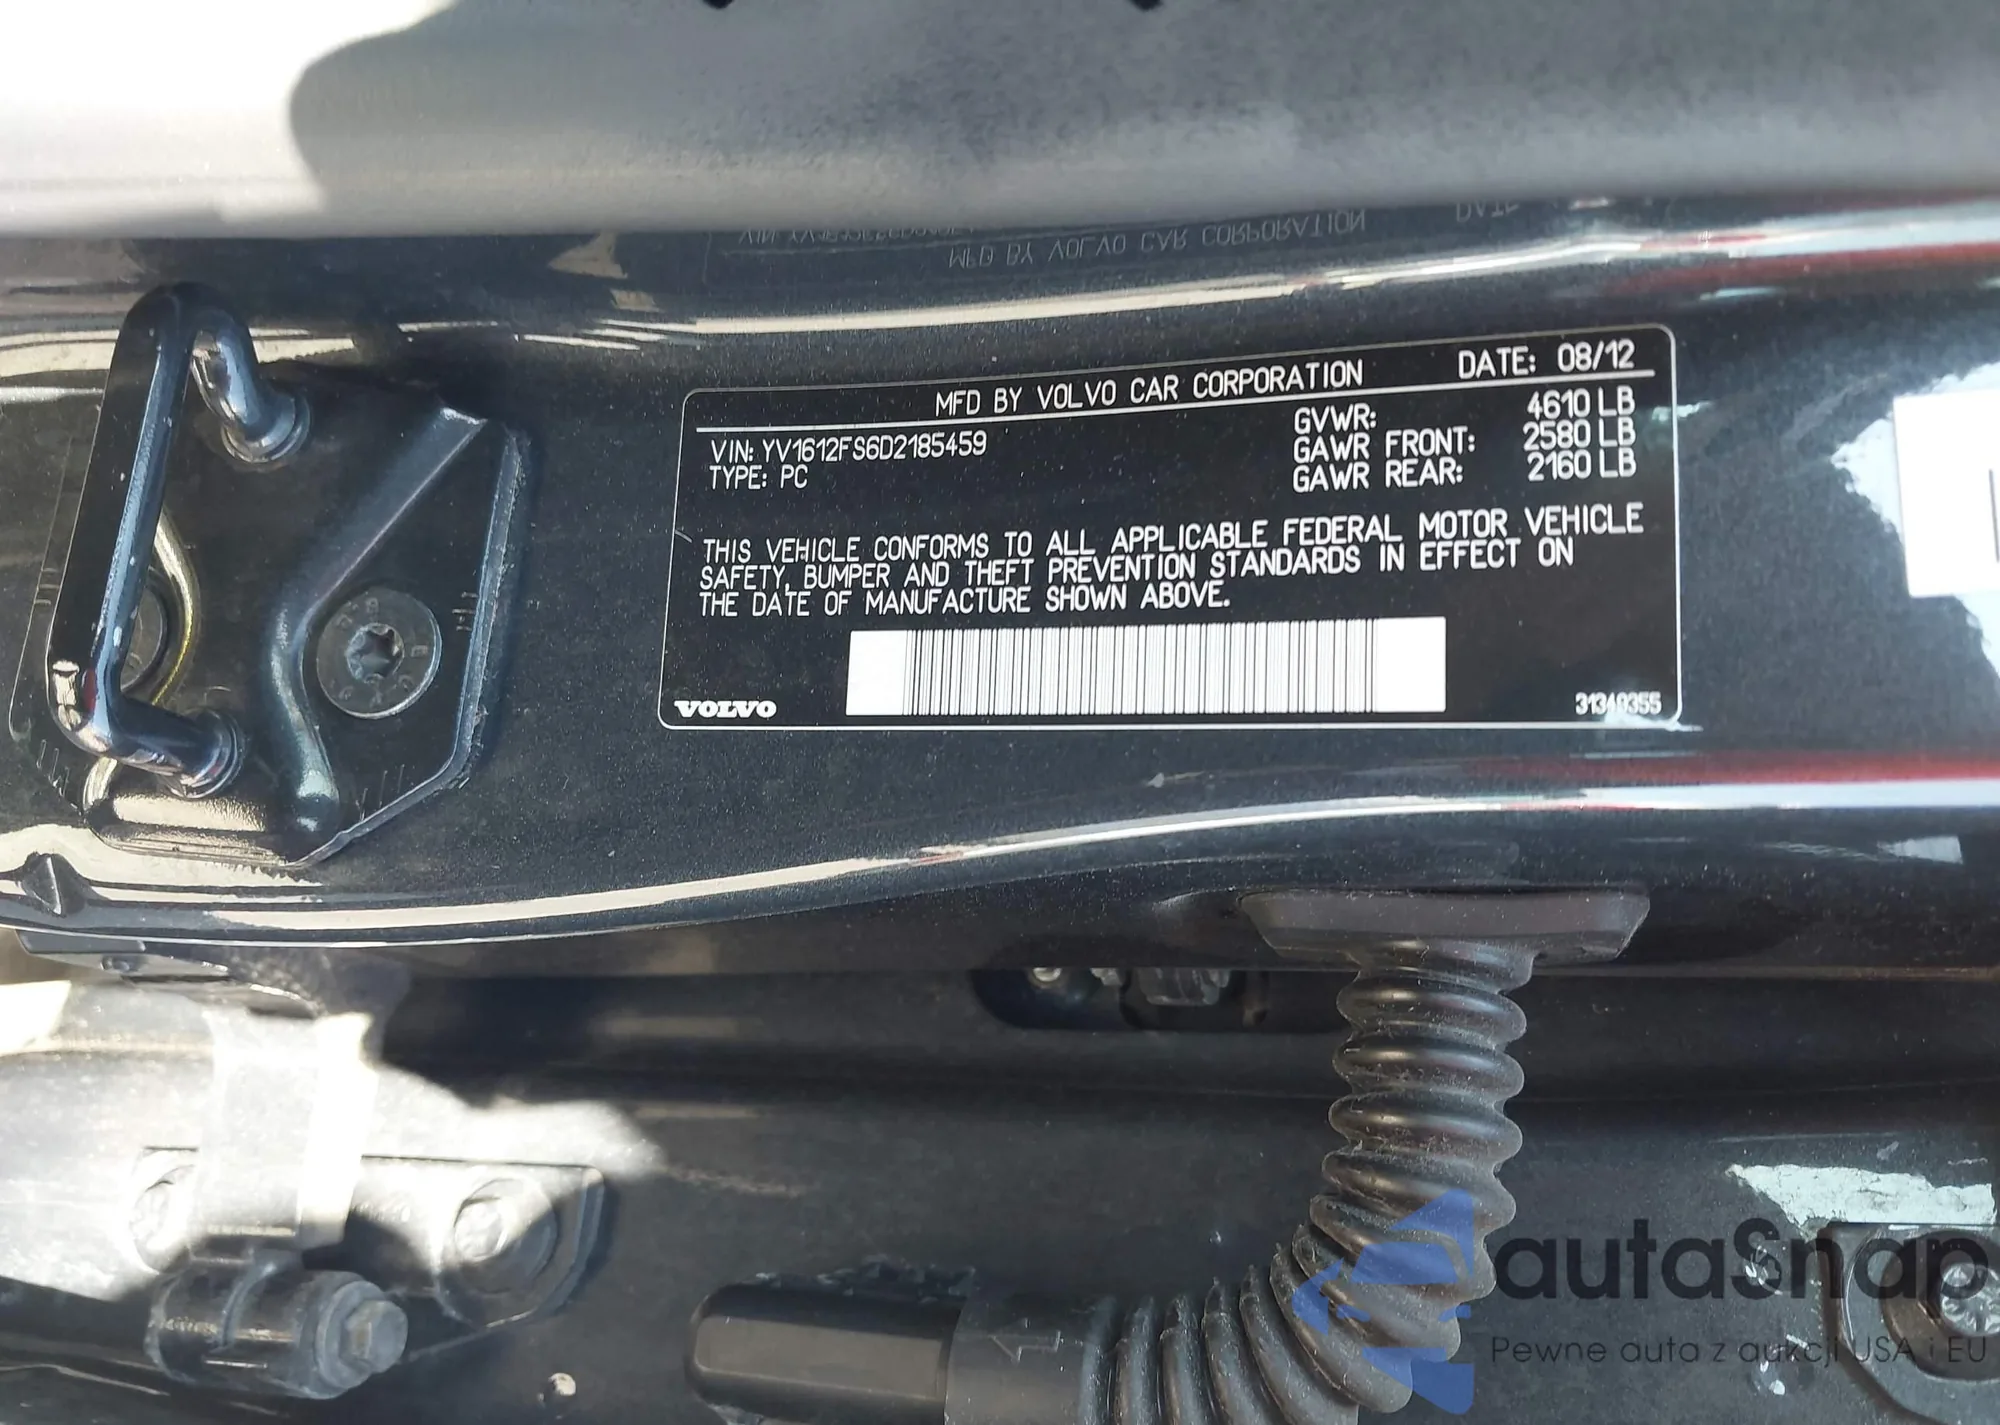 MFD BY VOLVO CAR CORPORATION DATE: 08/12
VIN: YV1612FS6D2185459 GVWR: 4610 LB
TYPE: PC GAWR FRONT: 2580 LB
GAWR REAR: 2160 LB
THIS VEHICLE CONFORMS TO ALL APPLICABLE FEDERAL MOTOR VEHICLE
SAFETY, BUMPER AND THEFT PREVENTION STANDARDS IN EFFECT ON
THE DATE OF MANUFACTURE SHOWN ABOVE.
VOLVO 31340355
autaSnap
Pewne auta z aukcji USA i EU